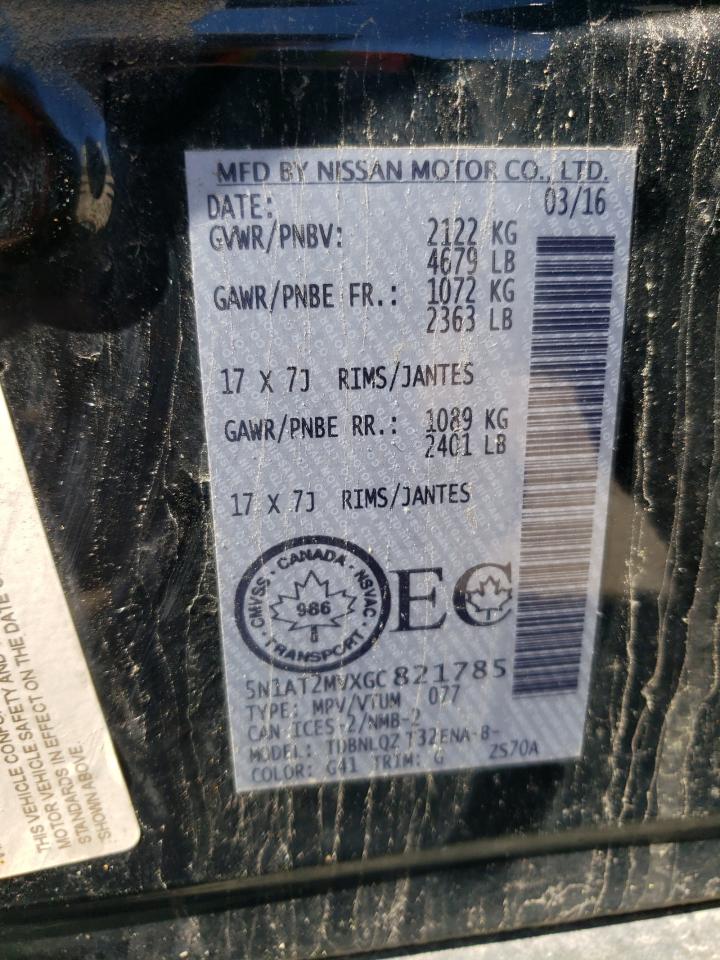 MFD BY NISSAN MOTOR CO., LTD.
DATE: 03/16
GVWR/PNBV: 2122 KG
4679 LB
GAWR/PNBE FR.: 1072 KG
2363 LB
17 X 7J RIMS/JANTES
GAWR/PNBE RR.: 1089 KG
2401 LB
17 X 7J RIMS/JANTES
CMVSS · CANADA · NSVAC · TRANSPORT
986
EC
5N1AT2MVXGC821785
TYPE: MPV/VTUM 077
CAN ICES-2/NMB-2
MODEL: TDBNLQZ T32ENA-8-
2S70A
COLOR: G41 TRIM: G
THIS VEHICLE CONFORMS
MOTOR VEHICLE SAFETY AND
STANDARDS IN EFFECT ON THE DATE
SHOWN ABOVE.